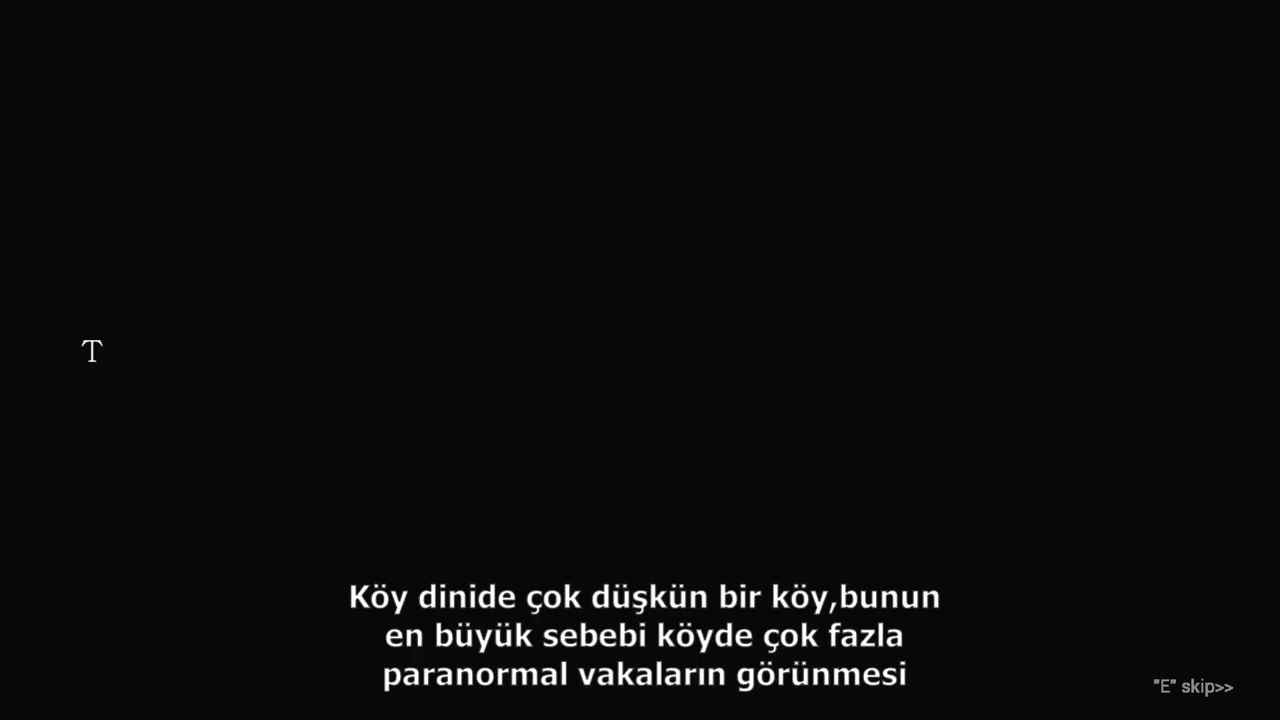 T
Köy dinide çok düşkün bir köy,bunun
en büyük sebebi köyde çok fazla
paranormal vakaların görünmesi
"E" skip>>